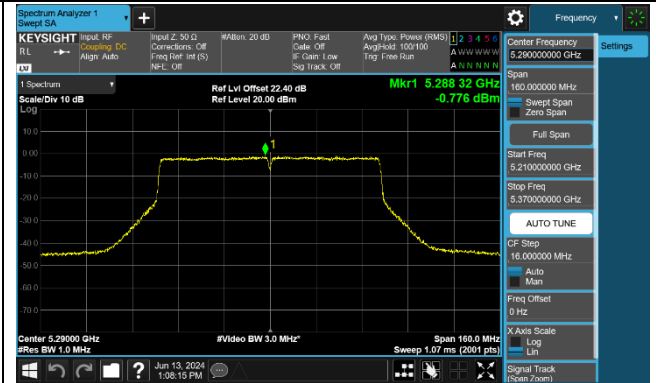 Spectrum Analyzer 1
Swept SA
+
Frequency
KEYSIGHT
RL
LXI
Input: RF
Coupling: DC
Align: Auto
Input Z: 50 Ω
Corrections: Off
Freq Ref: Int (S)
NFE: Off
#Atten: 20 dB
PNO: Fast
Gate: Off
IF Gain: Low
Sig Track: Off
Avg Type: Power (RMS)
Avg|Hold: 100/100
Trig: Free Run
1 2 3 4 5 6
A W W W W W
A N N N N N
1 Spectrum
Scale/Div 10 dB
Log
Ref Lvl Offset 22.40 dB
Ref Level 20.00 dBm
Mkr1 5.288 32 GHz
-0.776 dBm
1
10.0
0.00
-10.0
-20.0
-30.0
-40.0
-50.0
-60.0
-70.0
Center 5.29000 GHz
#Res BW 1.0 MHz
#Video BW 3.0 MHz*
Span 160.0 MHz
Sweep 1.07 ms (2001 pts)
Jun 13, 2024
1:08:15 PM
?
Center Frequency
5.290000000 GHz
Settings
Span
160.000000 MHz
Swept Span
Zero Span
Full Span
Start Freq
5.210000000 GHz
Stop Freq
5.370000000 GHz
AUTO TUNE
CF Step
16.000000 MHz
Auto
Man
Freq Offset
0 Hz
X Axis Scale
Log
Lin
Signal Track
(Span Zoom)